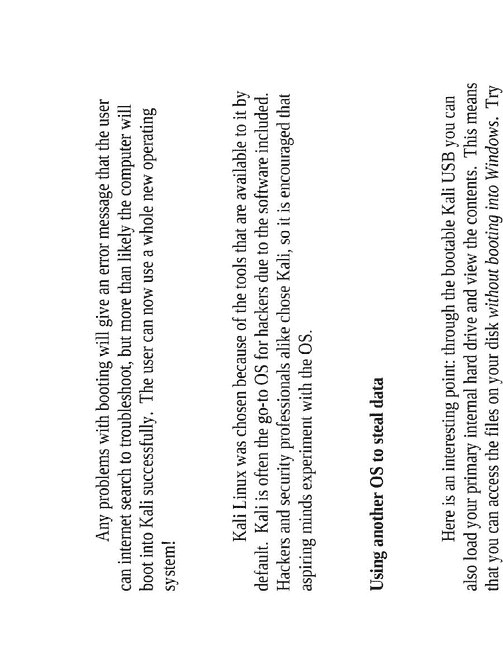 Any problems with booting will give an error message that the user
can internet search to troubleshoot, but more than likely the computer will
boot into Kali successfully.  The user can now use a whole new operating
system!
Kali Linux was chosen because of the tools that are available to it by
default.  Kali is often the go-to OS for hackers due to the software included.
Hackers and security professionals alike chose Kali, so it is encouraged that
aspiring minds experiment with the OS.
Using another OS to steal data
Here is an interesting point: through the bootable Kali USB you can
also load your primary internal hard drive and view the contents.  This means
that you can access the files on your disk without booting into Windows.  Try